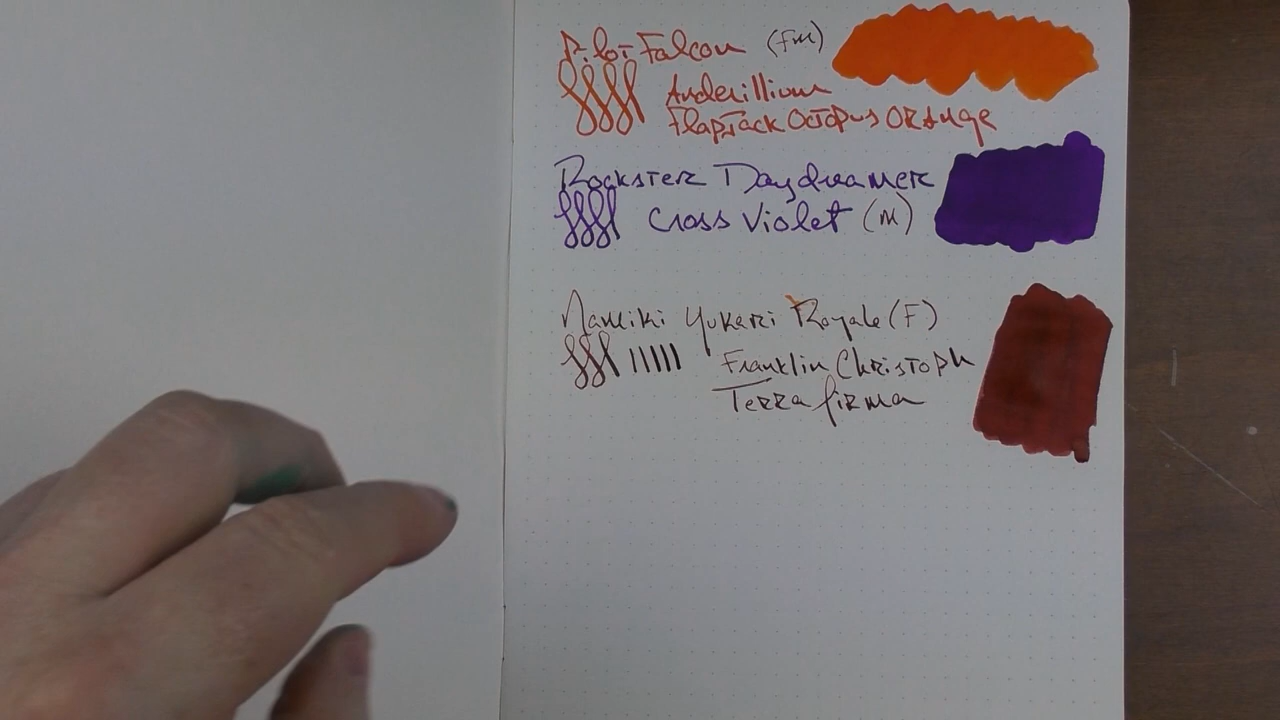 Pilot Falcon (FM)
Anderillium
Flapjack Octopus Orange
Rockster Daydreamer
Cross Violet (M)
Namiki Yukari Royale (F)
Franklin Christoph
Terra firma